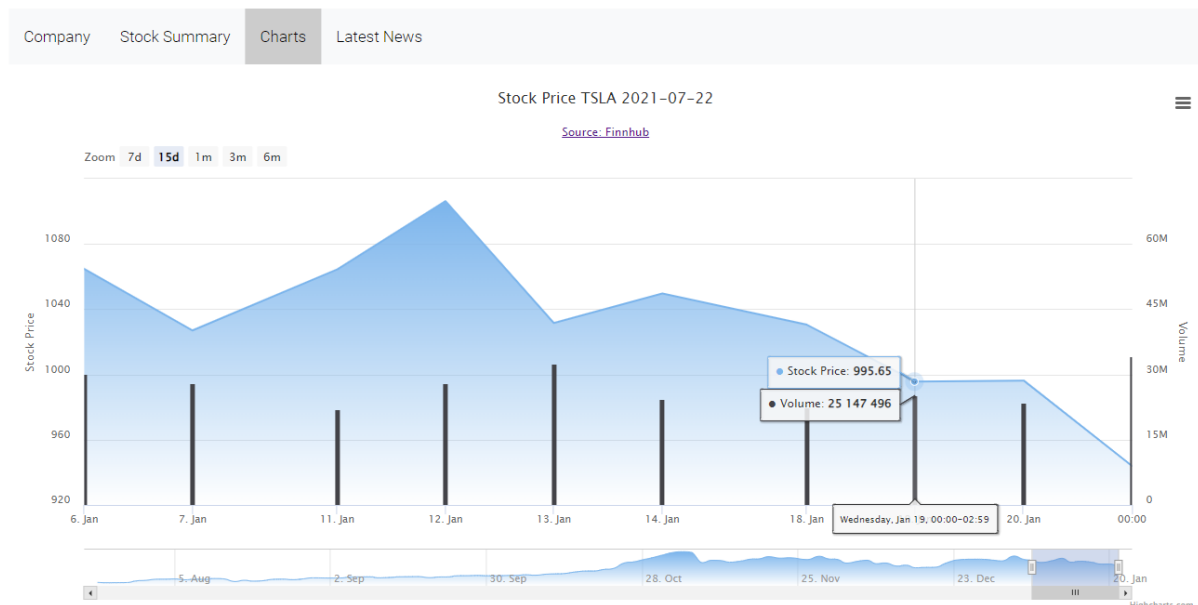 Company Stock Summary Charts Latest News
Stock Price TSLA 2021-07-22
Source: Finnhub
Zoom 7d 15d 1m 3m 6m
1080
1040
1000
960
920
Stock Price
60M
45M
30M
15M
0
Volume
Stock Price: 995.65
Volume: 25 147 496
6. Jan 7. Jan 11. Jan 12. Jan 13. Jan 14. Jan 18. Jan 20. Jan 00:00
Wednesday, Jan 19, 00:00-02:59
5. Aug 2. Sep 30. Sep 28. Oct 25. Nov 23. Dec 20. Jan
Highcharts.com